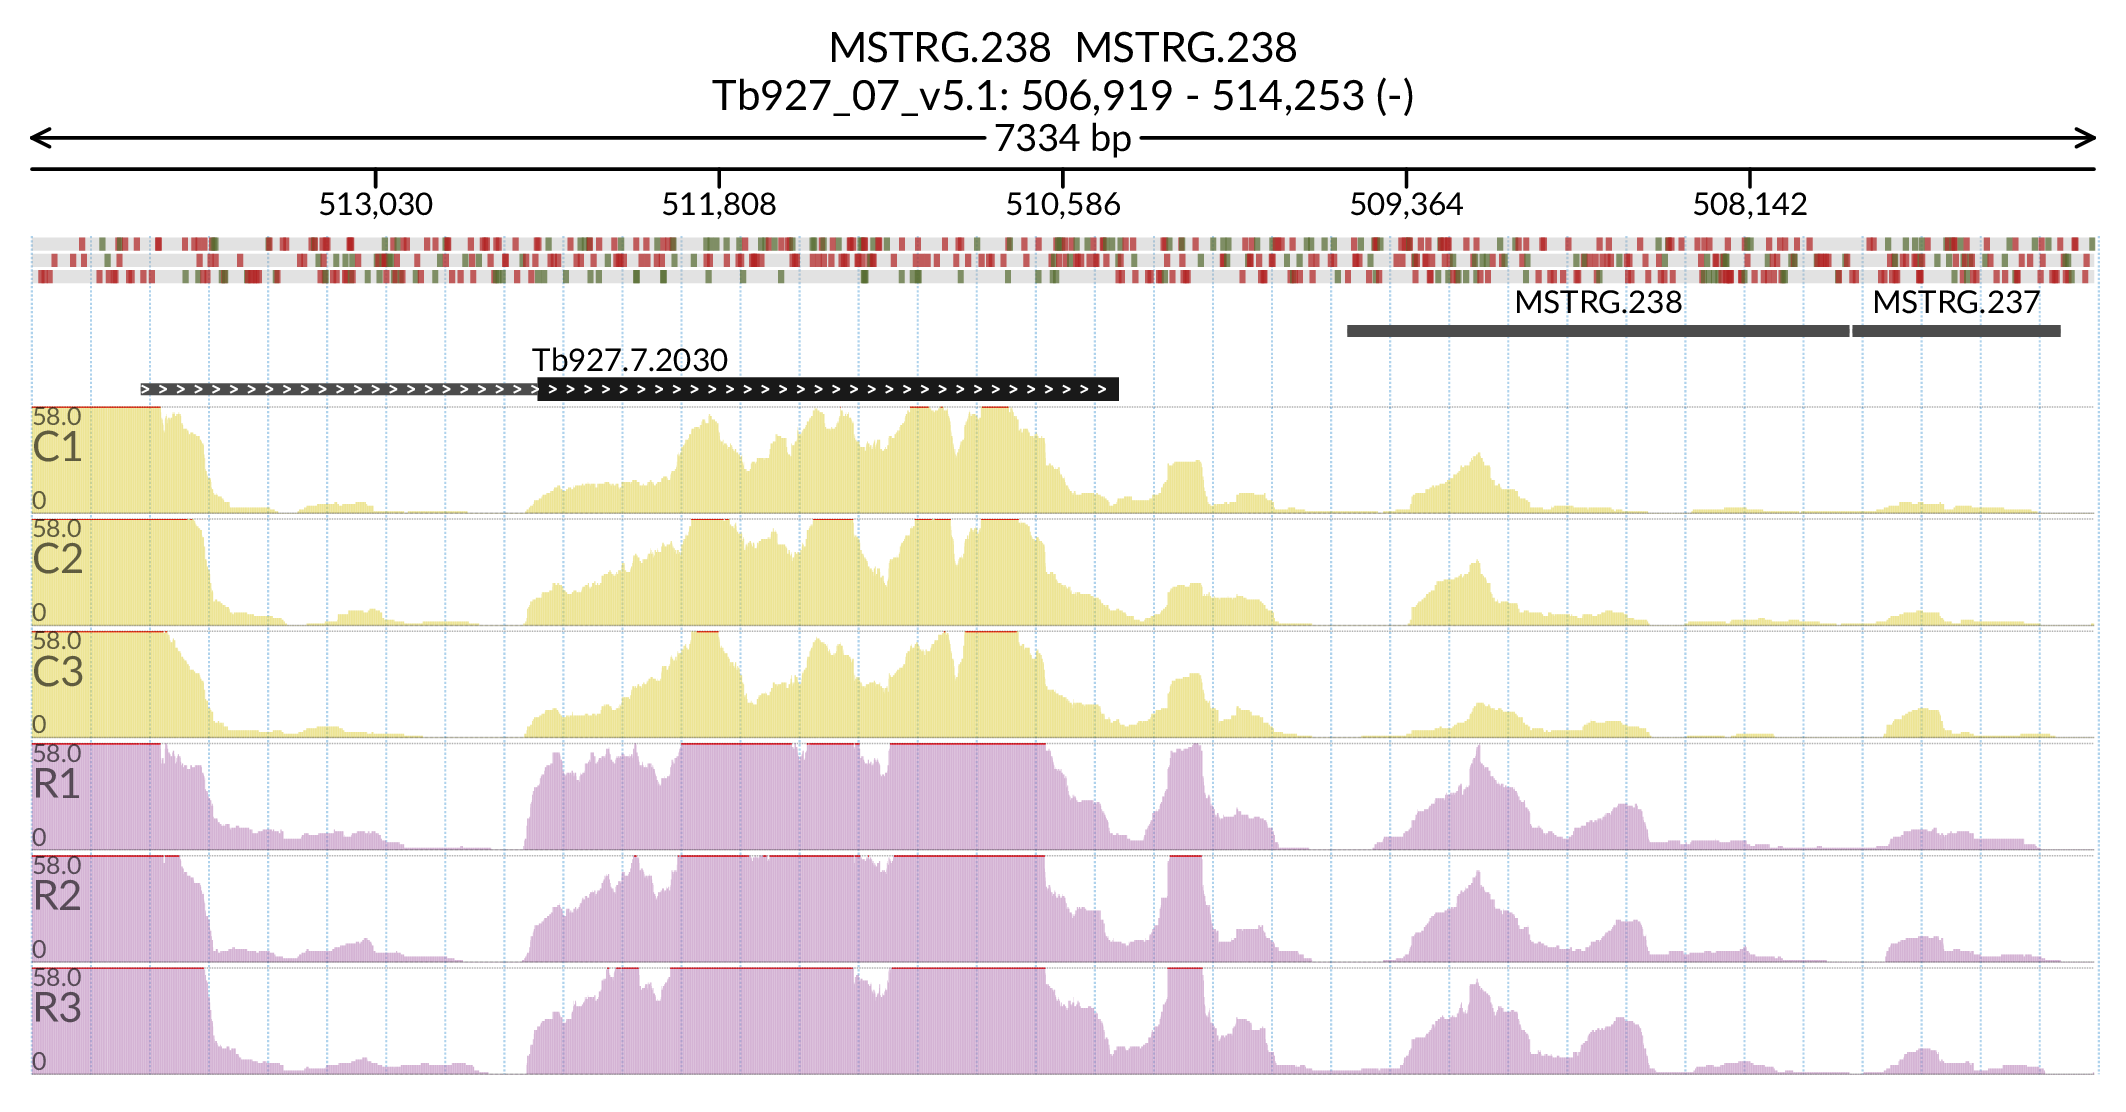 MSTRG.238 MSTRG.238
Tb927_07_v5.1: 506,919 - 514,253 (-)
7334 bp
513,030 511,808 510,586 509,364 508,142
MSTRG.238 MSTRG.237
Tb927.7.2030
58.0
C1
0
58.0
C2
0
58.0
C3
0
58.0
R1
0
58.0
R2
0
58.0
R3
0